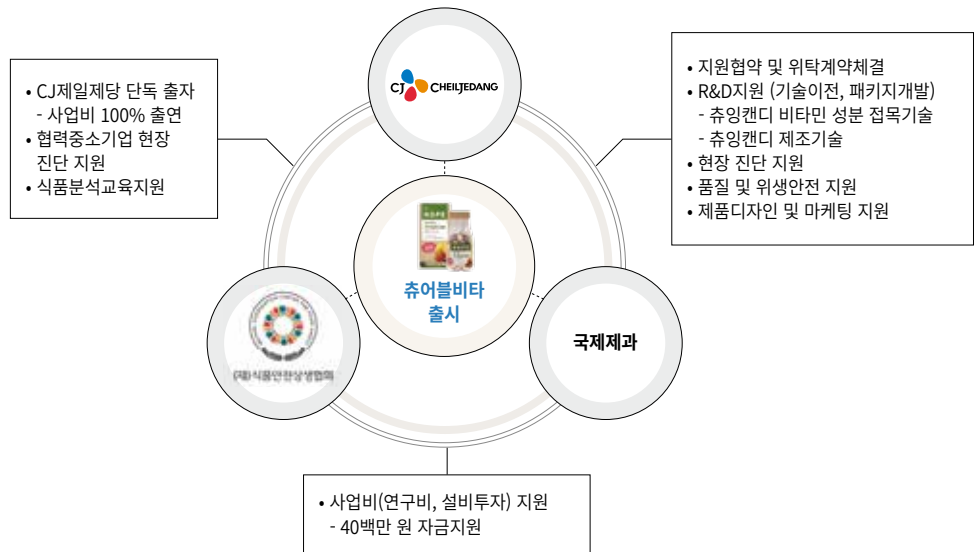 CJ CHEILJEDANG
• CJ제일제당 단독 출자
- 사업비 100% 출연
• 협력중소기업 현장
진단 지원
• 식품분석교육지원
• 지원협약 및 위탁계약체결
• R&D지원 (기술이전, 패키지개발)
- 츄잉캔디 비타민 성분 접목기술
- 츄잉캔디 제조기술
• 현장 진단 지원
• 품질 및 위생안전 지원
• 제품디자인 및 마케팅 지원
츄어블비타
출시
(재)식품안전상생협회
국제제과
• 사업비(연구비, 설비투자) 지원
- 40백만 원 자금지원